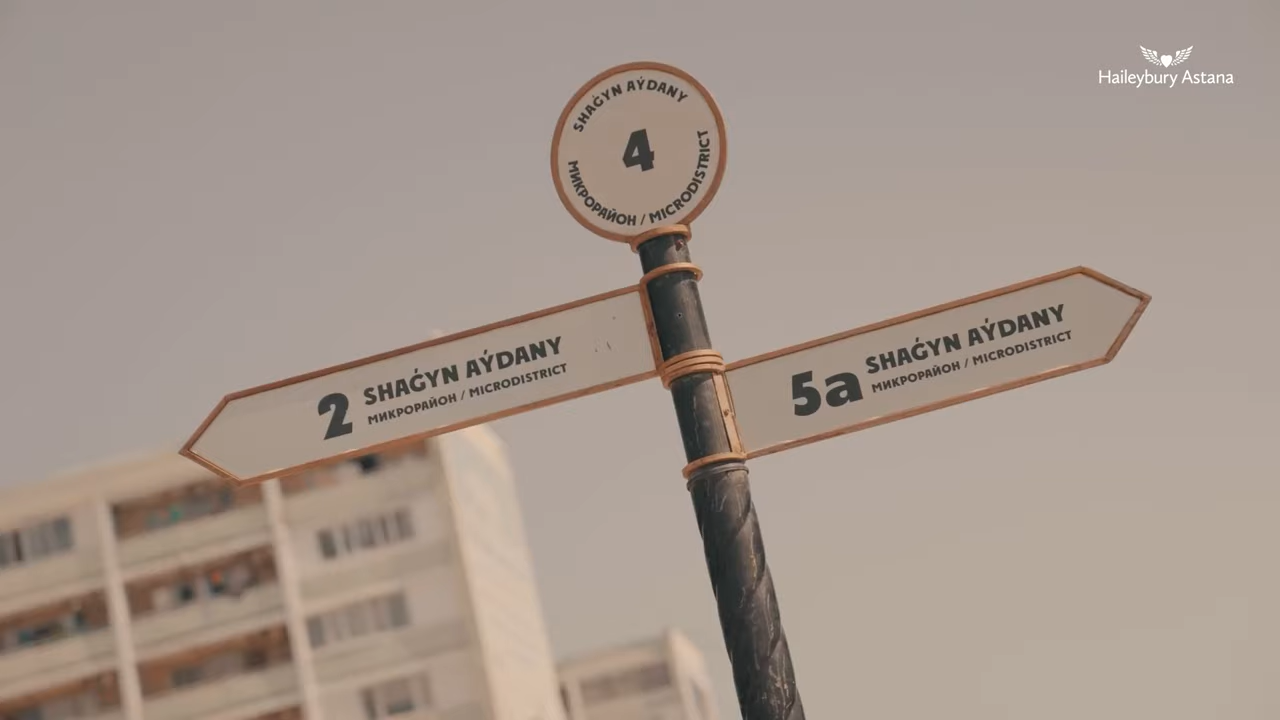 Haileybury Astana
SHAǴYN AÝDANY
4
МИКРОРАЙОН / MICRODISTRICT
2 SHAǴYN AÝDANY
МИКРОРАЙОН / MICRODISTRICT
5a SHAǴYN AÝDANY
МИКРОРАЙОН / MICRODISTRICT